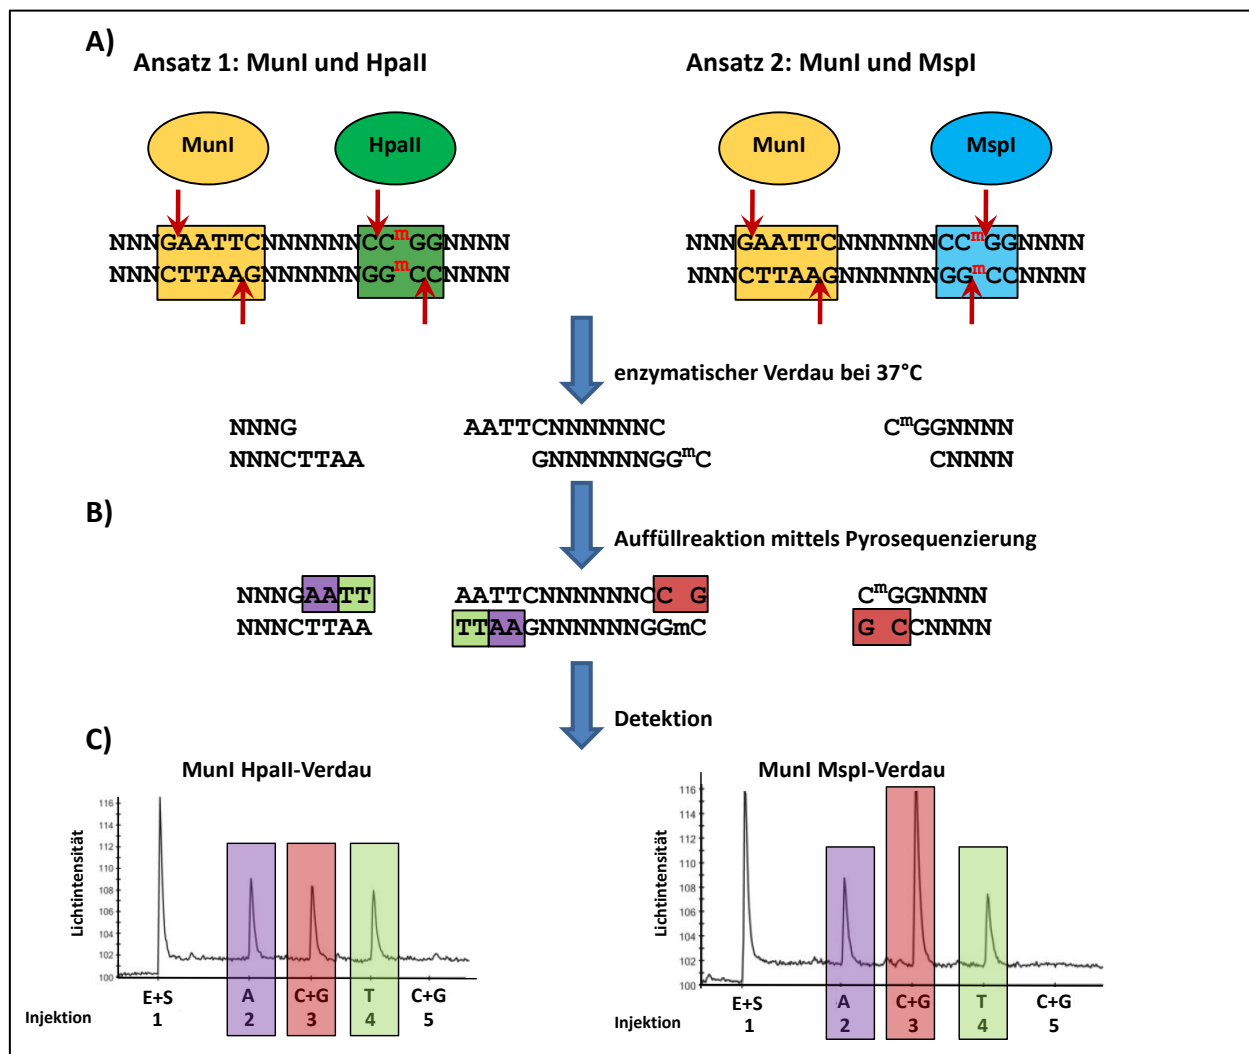 A)
Ansatz 1: MunI und HpaII
Ansatz 2: MunI und MspI
MunI
HpaII
MunI
MspI
NNNGAATTCNNNNNNCCmGGNNNN
NNNCTTAAGNNNNNNGGmCCNNNN
NNNGAATTCNNNNNNCCmGGNNNN
NNNCTTAAGNNNNNNGGmCCNNNN
enzymatischer Verdau bei 37°C
NNNG
AATTCNNNNNNC
CmGGNNNN
NNNCTTAA
GNNNNNNGGmC
CNNNN
B)
Auffüllreaktion mittels Pyrosequenzierung
NNNGAATT
AATTCNNNNNNCC G
CmGGNNNN
NNNCTTAA
TTAAGNNNNNNGGmC
G CCNNNN
Detektion
C)
MunI HpaII-Verdau
MunI MspI-Verdau
Lichtintensität
116
114
112
110
108
106
104
102
100
E+S
A
C+G
T
C+G
Injektion
1
2
3
4
5
Lichtintensität
116
114
112
110
108
106
104
102
100
E+S
A
C+G
T
C+G
Injektion
1
2
3
4
5